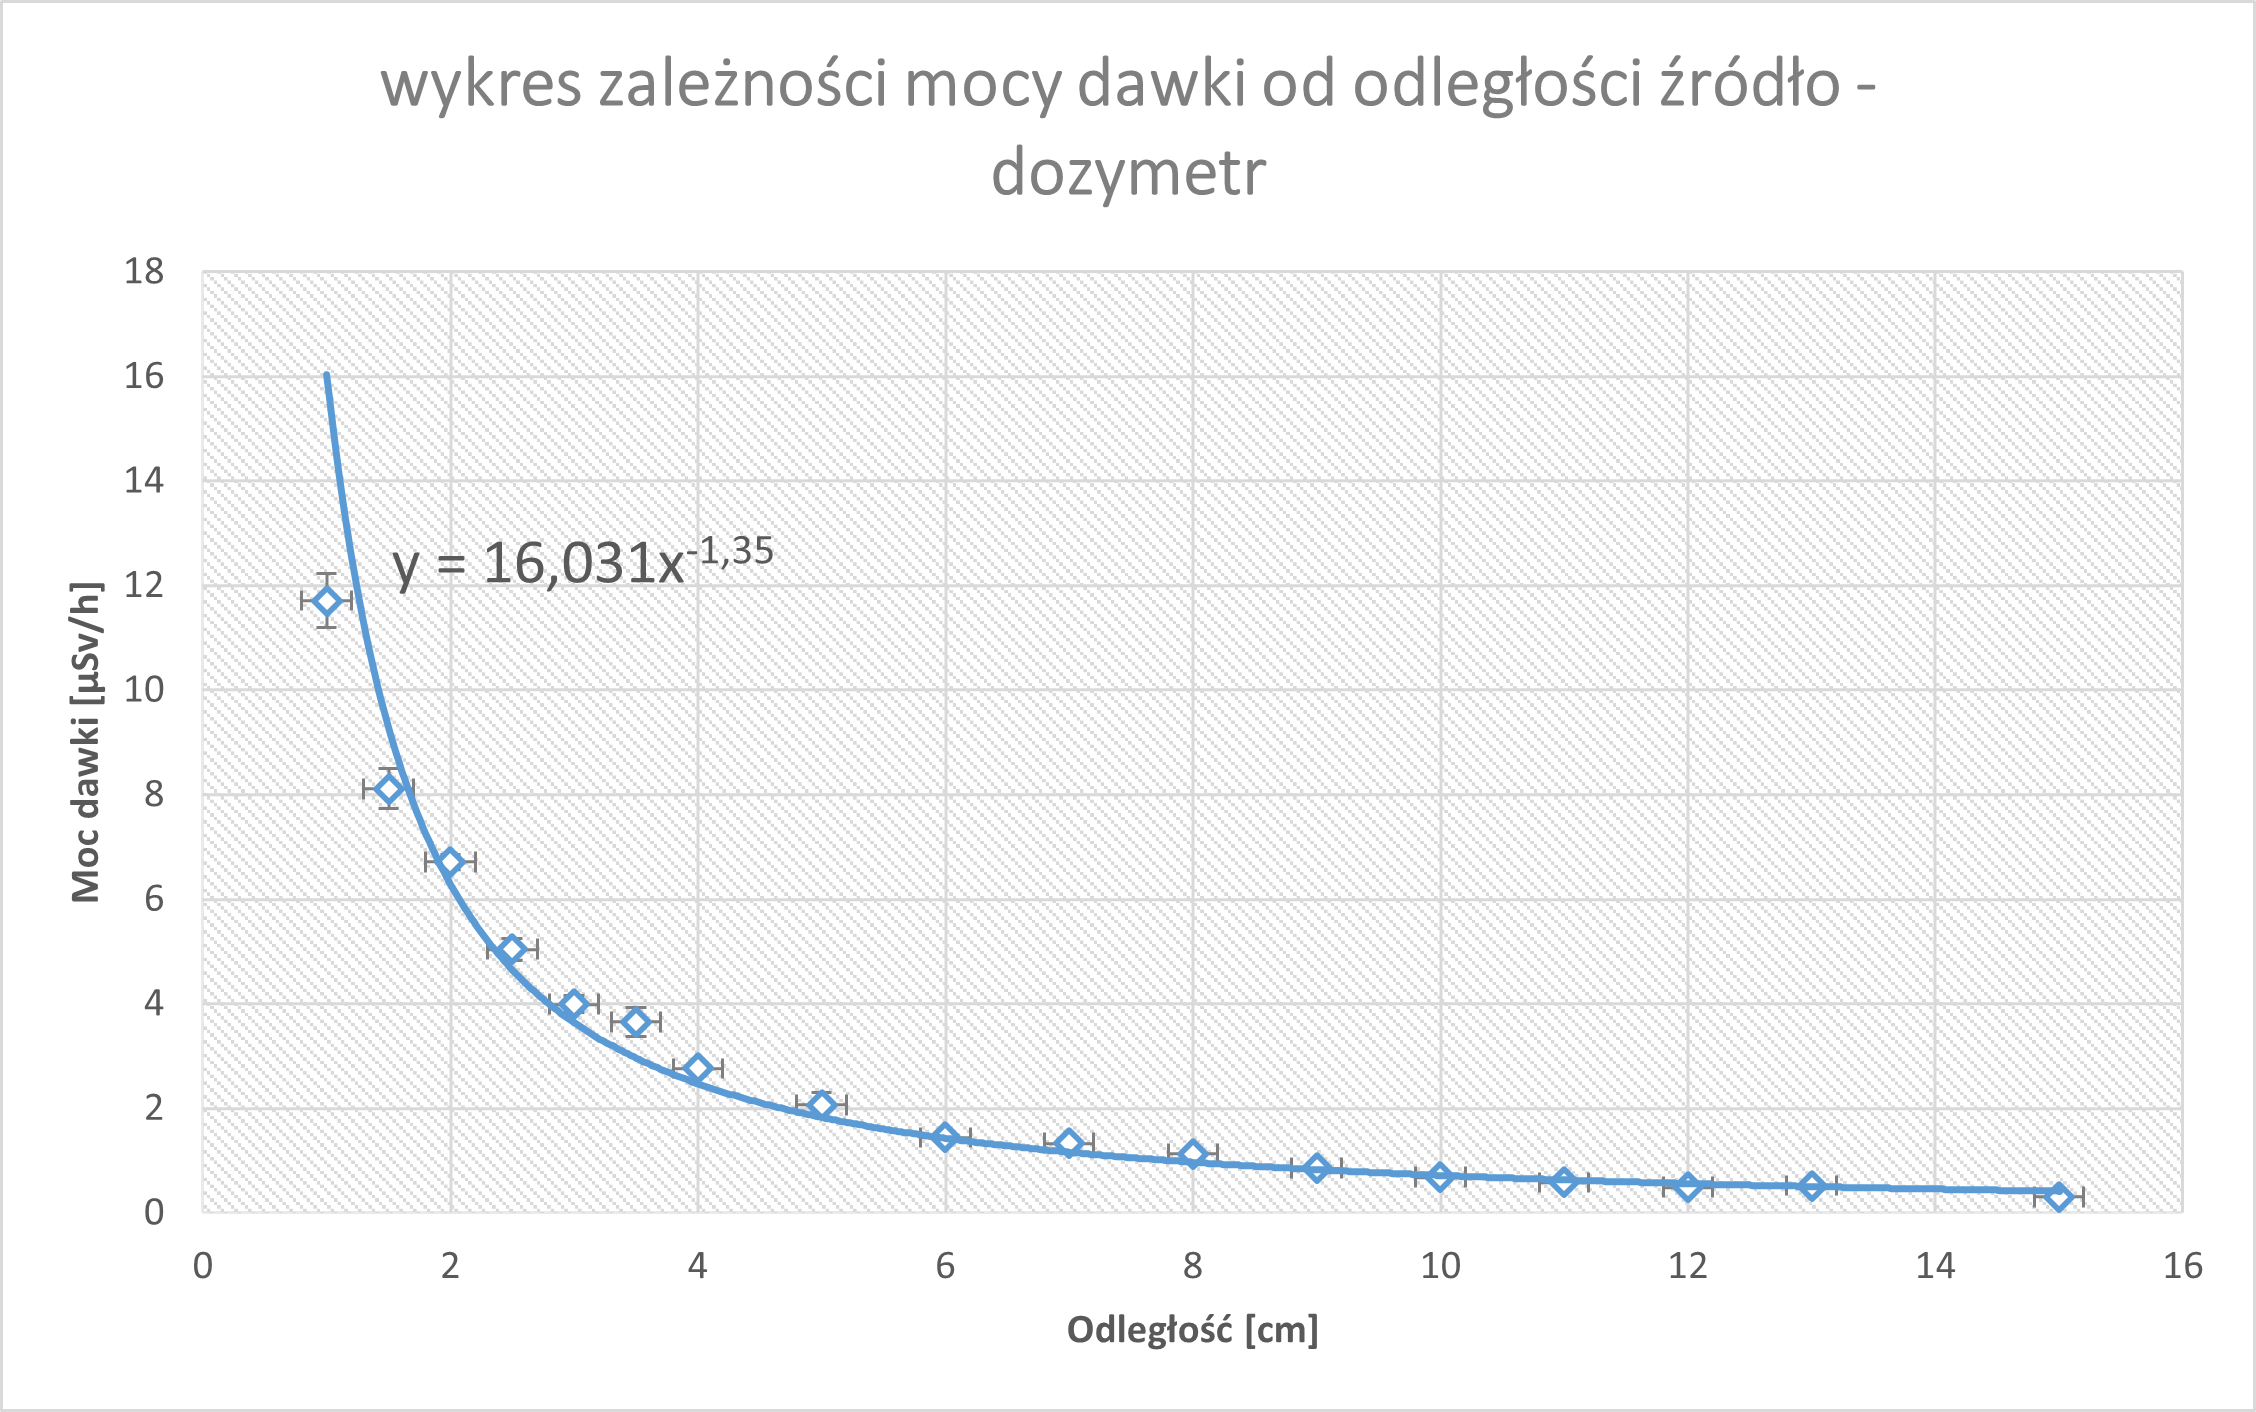 wykres zależności mocy dawki od odległości źródło -
dozymetr
18
16
14
12
10
8
6
4
2
0
y = 16,031x^-1,35
Moc dawki [µSv/h]
0 2 4 6 8 10 12 14 16
Odległość [cm]